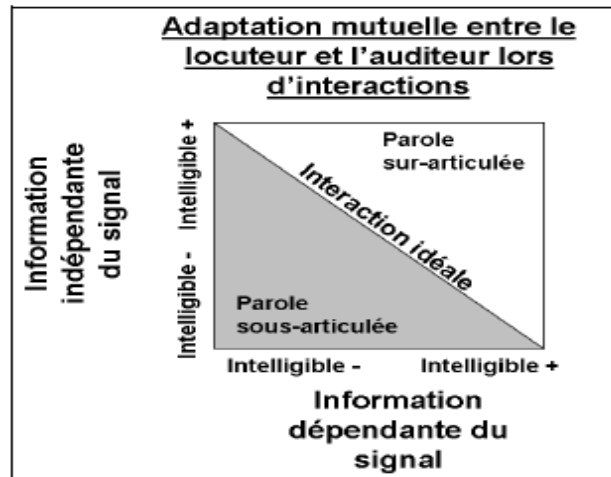 Adaptation mutuelle entre le
locuteur et l'auditeur lors
d'interactions
Information
indépendante
du signal
Intelligible +
Intelligible -
Parole
sur-articulée
Interaction idéale
Parole
sous-articulée
Intelligible -
Intelligible +
Information
dépendante du
signal